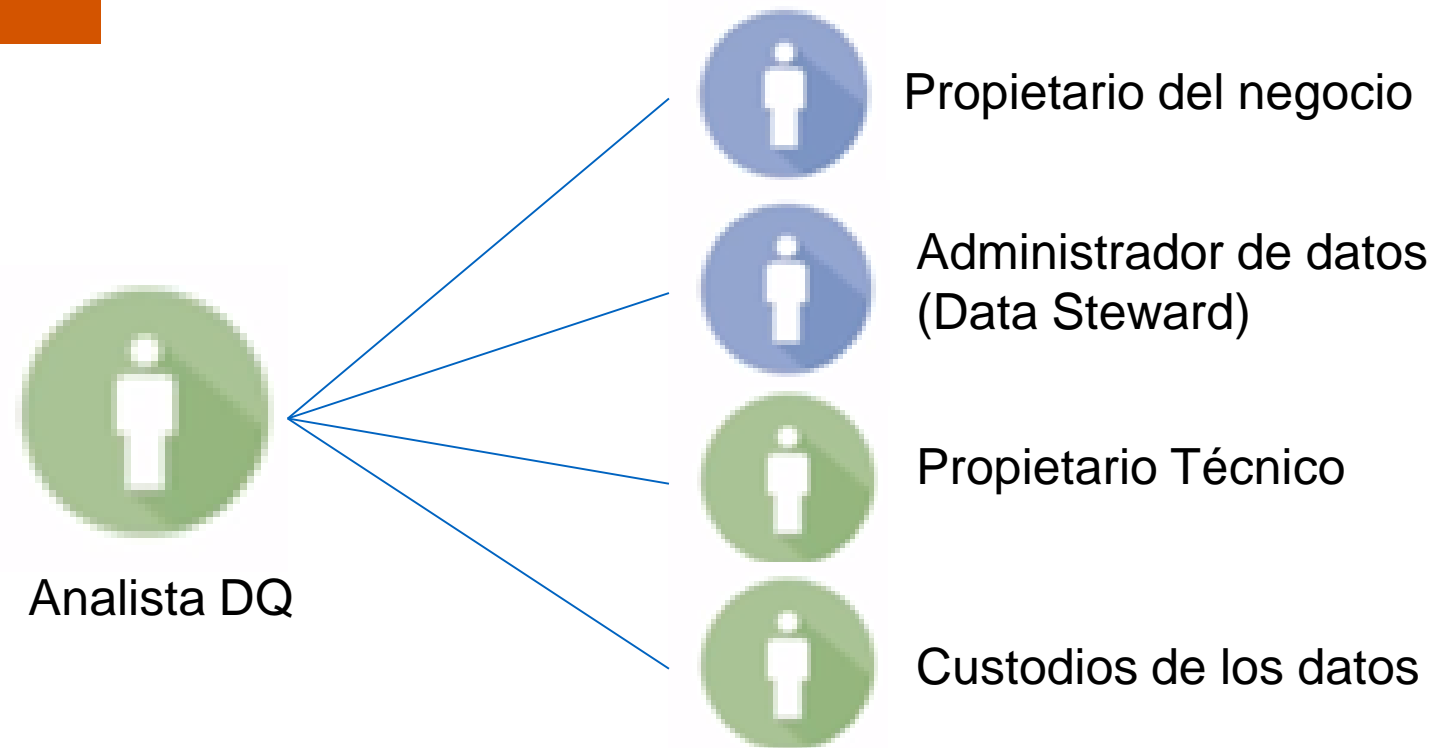 Propietario del negocio
Administrador de datos
(Data Steward)
Propietario Técnico
Analista DQ
Custodios de los datos